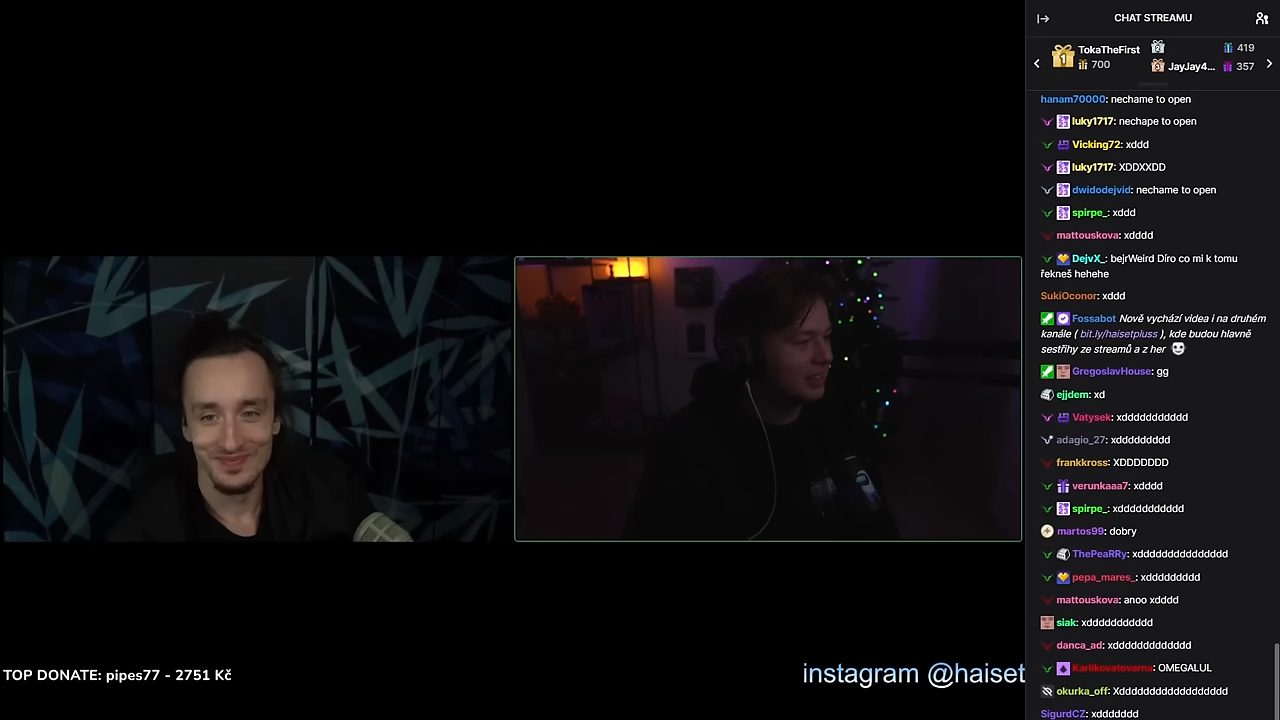 CHAT STREAMU
TokaTheFirst
700
419
JayJay4... 357
hanam70000: nechame to open
luky1717: nechape to open
Vicking72: xddd
luky1717: XDDXXDD
dwidodejvid: nechame to open
spirpe_: xddd
mattouskova: xdddd
DejvX_: bejrWeird Díro co mi k tomu
řekneš hehehe
SukiOconor: xddd
Fossabot Nově vychází videa i na druhém
kanále ( bit.ly/haisetpluss ), kde budou hlavně
sestřihy ze streamů a z her
GregoslavHouse: gg
ejjdem: xd
Vatysek: xddddddddddd
adagio_27: xddddddddd
frankkross: XDDDDDDD
verunkaaa7: xdddd
spirpe_: xddddddddddd
martos99: dobry
ThePeaRRy: xddddddddddddddd
pepa_mares_: xddddddddd
mattouskova: anoo xdddd
siak: xddddddddddd
danca_ad: xddddddddddddd
Karlikovatovarna: OMEGALUL
okurka_off: Xddddddddddddddddddd
SigurdCZ: xddddddd
TOP DONATE: pipes77 - 2751 Kč
instagram @haiset